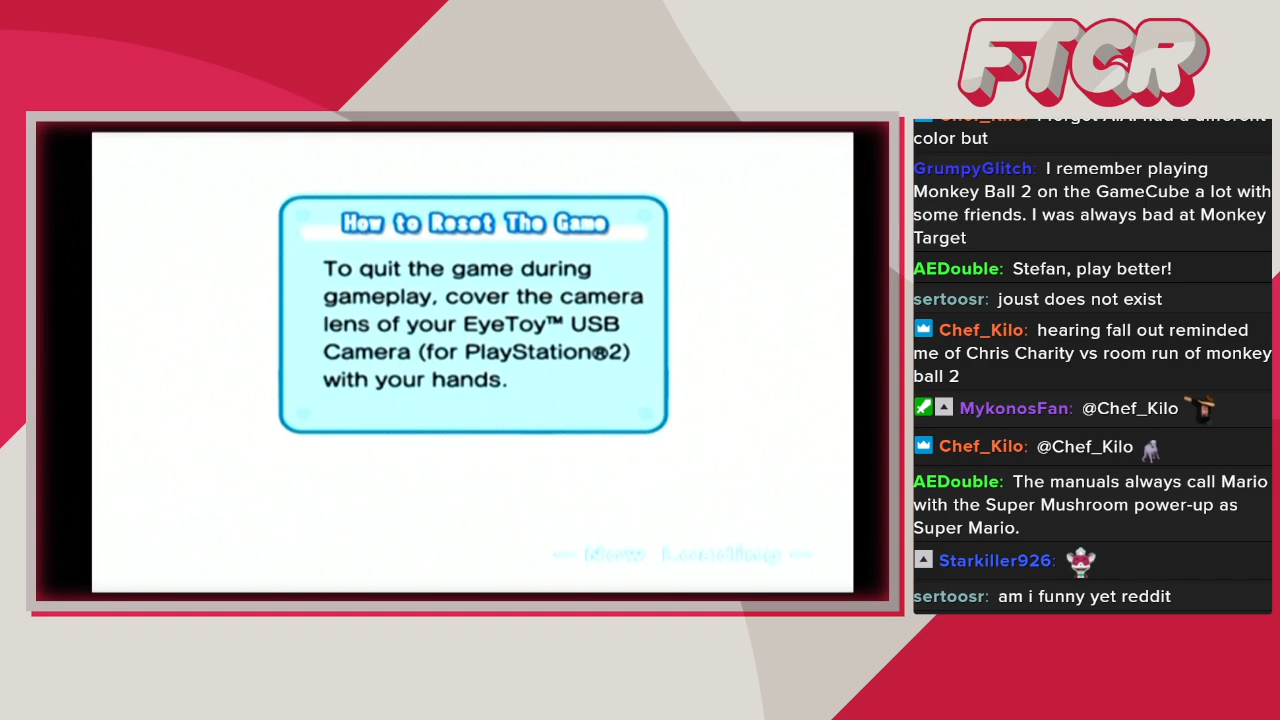 FTCR
How to Reset The Game
To quit the game during
gameplay, cover the camera
lens of your EyeToy™ USB
Camera (for PlayStation®2)
with your hands.
— Now Loading —
color but
GrumpyGlitch: I remember playing
Monkey Ball 2 on the GameCube a lot with
some friends. I was always bad at Monkey
Target
AEDouble: Stefan, play better!
sertoosr: joust does not exist
Chef_Kilo: hearing fall out reminded
me of Chris Charity vs room run of monkey
ball 2
MykonosFan: @Chef_Kilo
Chef_Kilo: @Chef_Kilo
AEDouble: The manuals always call Mario
with the Super Mushroom power-up as
Super Mario.
Starkiller926:
sertoosr: am i funny yet reddit